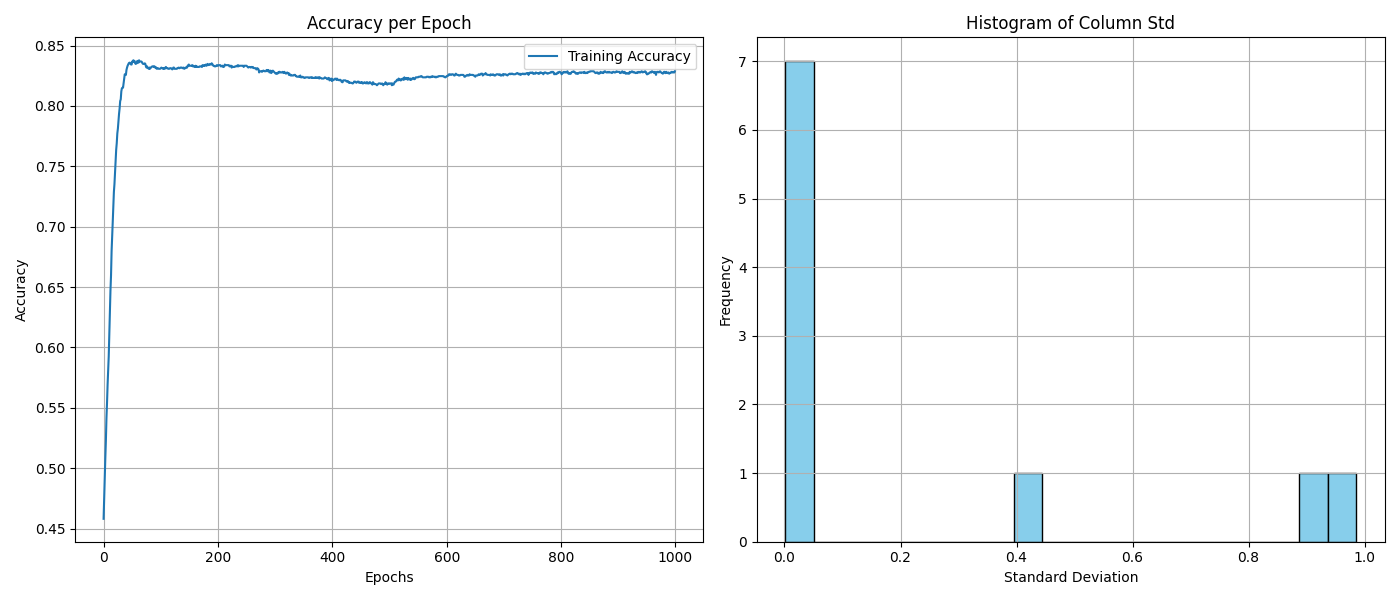 Accuracy per Epoch
Training Accuracy
0.85
0.80
0.75
0.70
0.65
0.60
0.55
0.50
0.45
Accuracy
0 200 400 600 800 1000
Epochs
Histogram of Column Std
7
6
5
4
3
2
1
0
Frequency
0.0 0.2 0.4 0.6 0.8 1.0
Standard Deviation